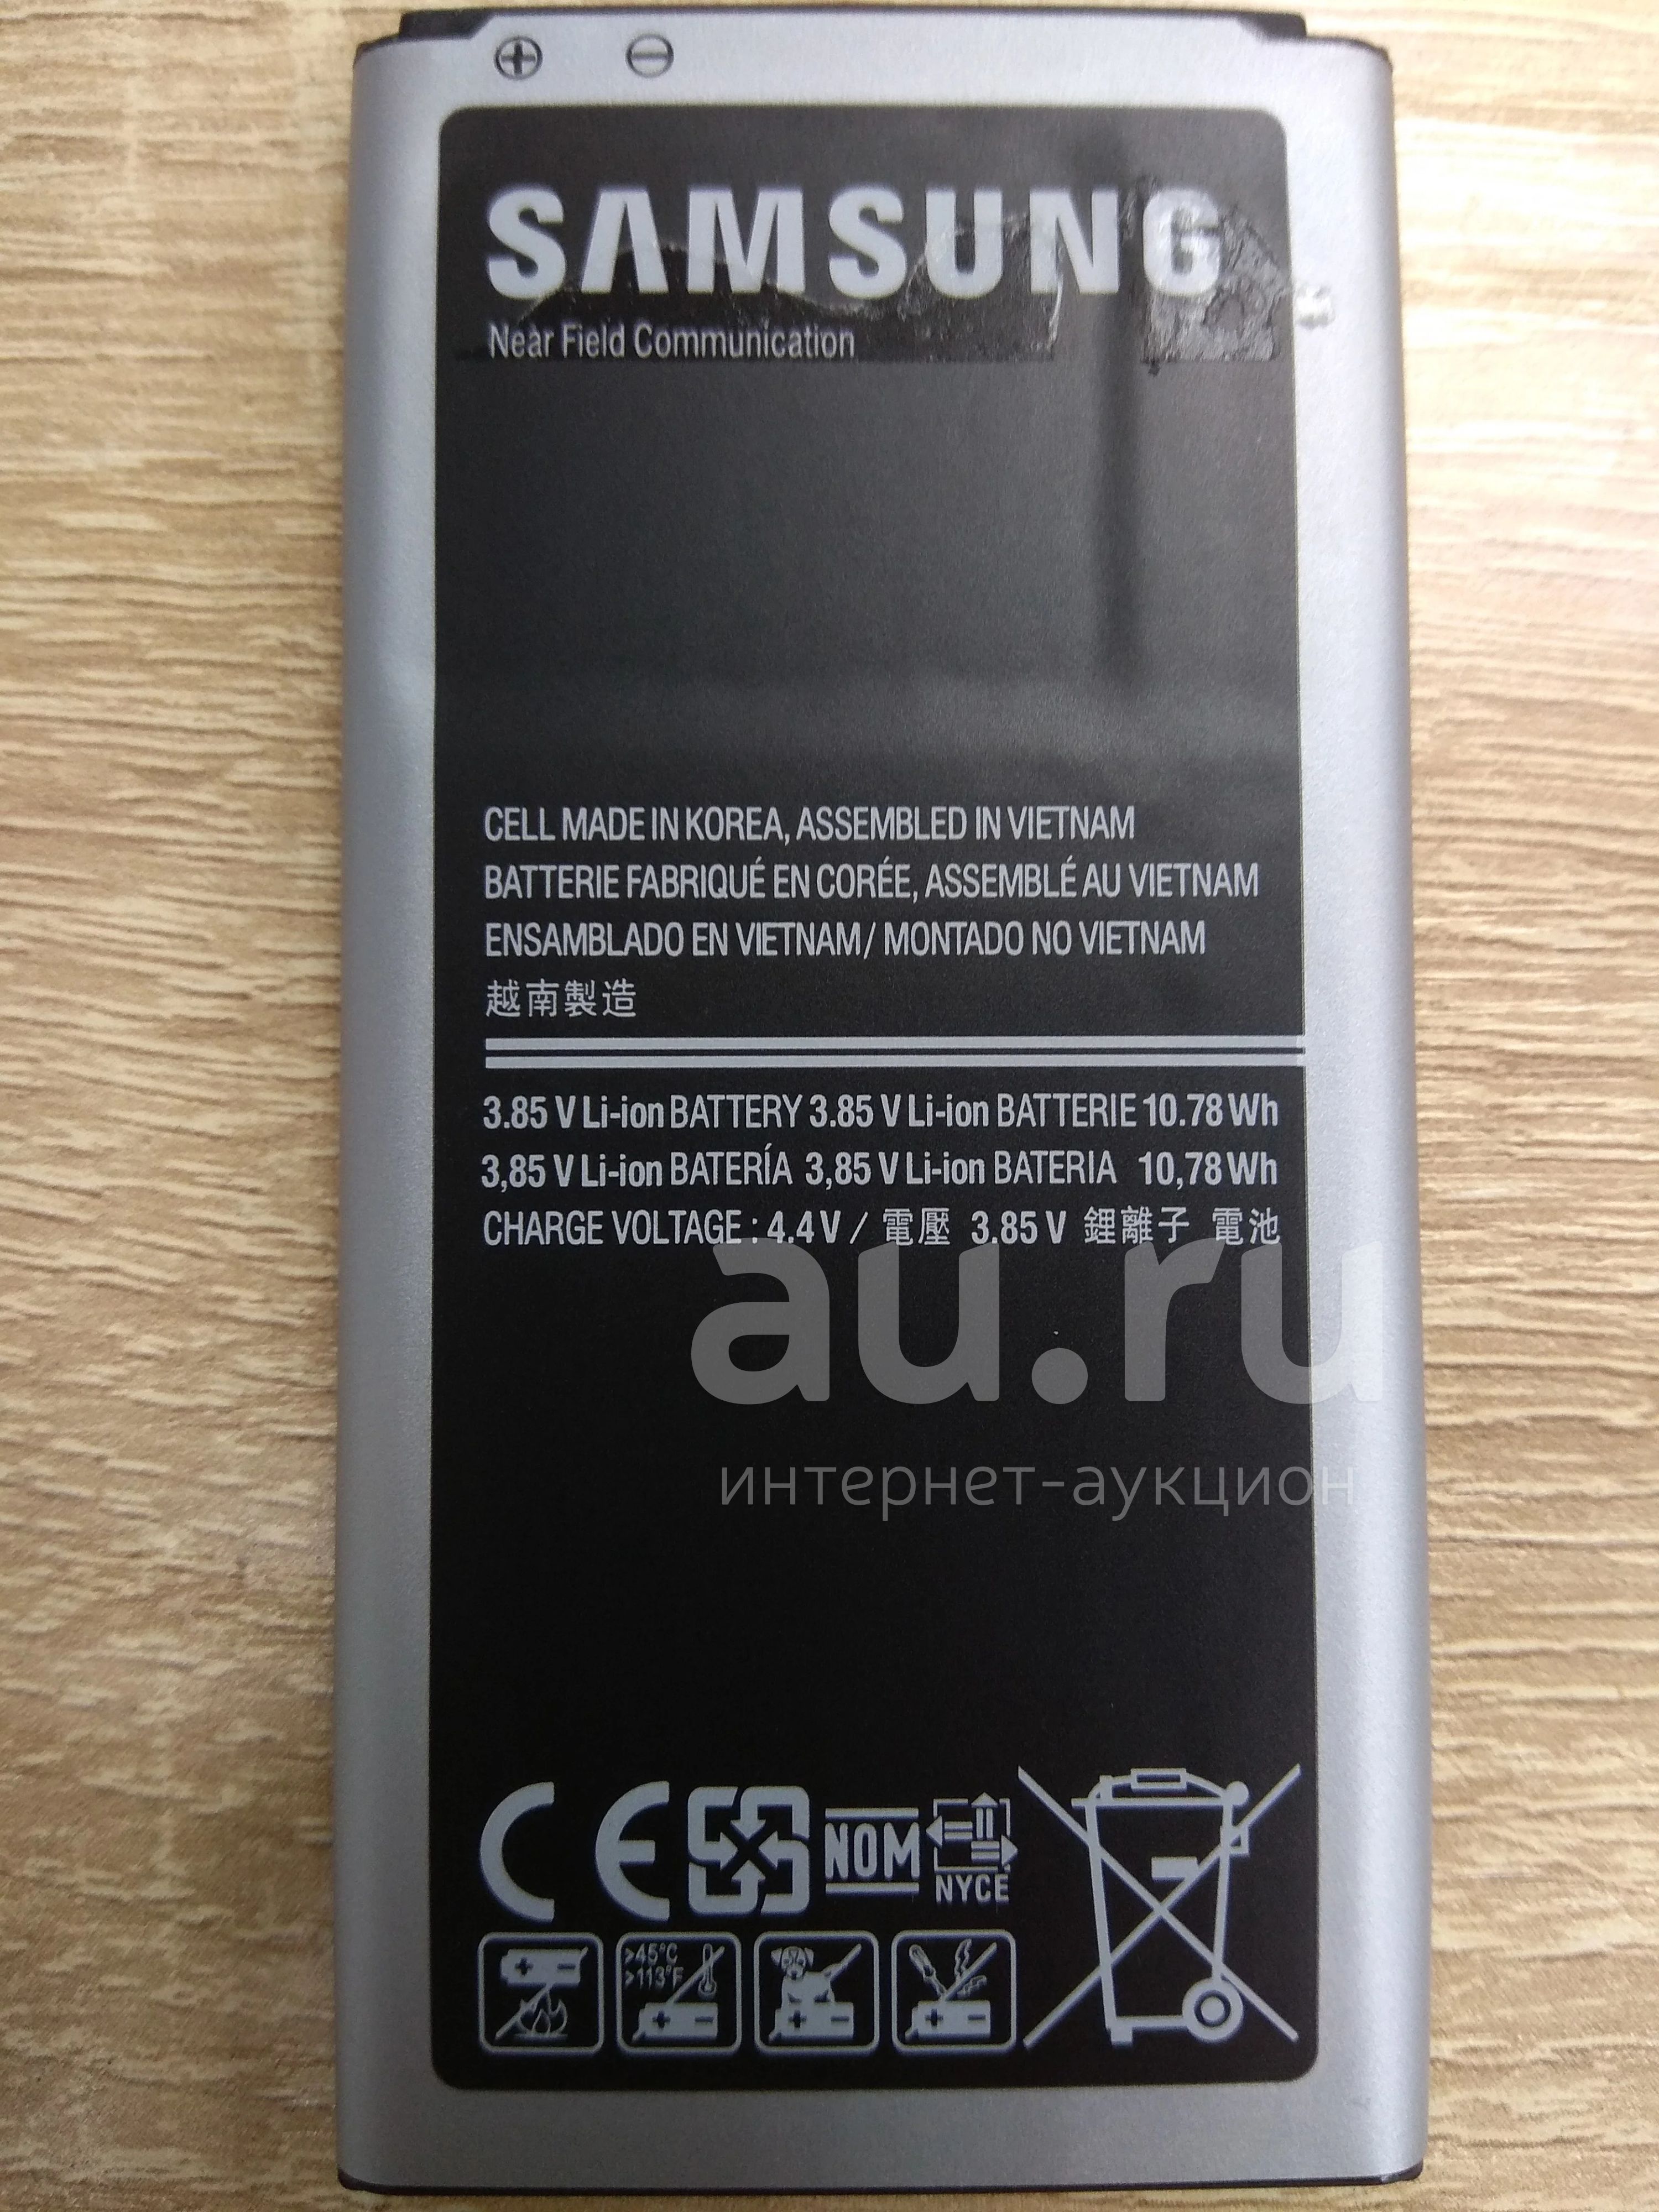 SAMSUNG
Near Field Communication
CELL MADE IN KOREA, ASSEMBLED IN VIETNAM
BATTERIE FABRIQUÉ EN CORÉE, ASSEMBLÉ AU VIETNAM
ENSAMBLADO EN VIETNAM/ MONTADO NO VIETNAM
越南製造
3.85 V Li-ion BATTERY 3.85 V Li-ion BATTERIE 10.78 Wh
3,85 V Li-ion BATERÍA 3,85 V Li-ion BATERIA 10,78 Wh
CHARGE VOLTAGE : 4.4 V / 電壓 3.85 V 鋰離子 電池
au.ru
интернет-аукцион
CE NOM
NYCE
>45°C
>113°F